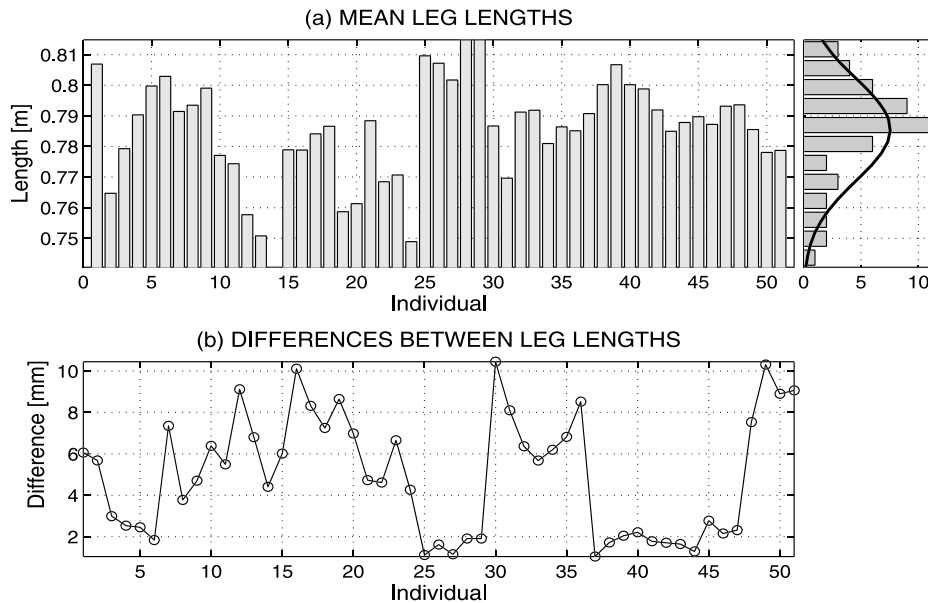 (a) MEAN LEG LENGTHS
Length [m]
0.81
0.8
0.79
0.78
0.77
0.76
0.75
0 5 10 15 20 25 30 35 40 45 50
Individual
0 5 10
(b) DIFFERENCES BETWEEN LEG LENGTHS
Difference [mm]
10
8
6
4
2
5 10 15 20 25 30 35 40 45 50
Individual